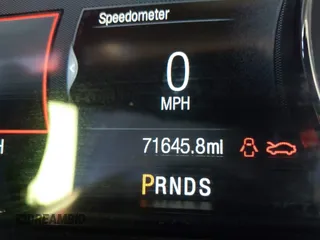 Speedometer
0
MPH
71645.8mi
PRNDS